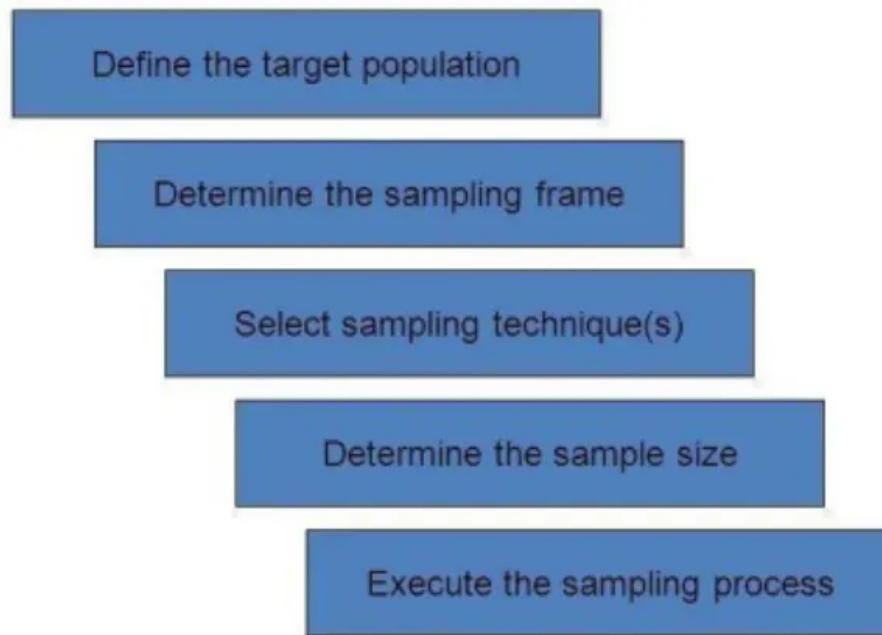 Define the target population
Determine the sampling frame
Select sampling technique(s)
Determine the sample size
Execute the sampling process